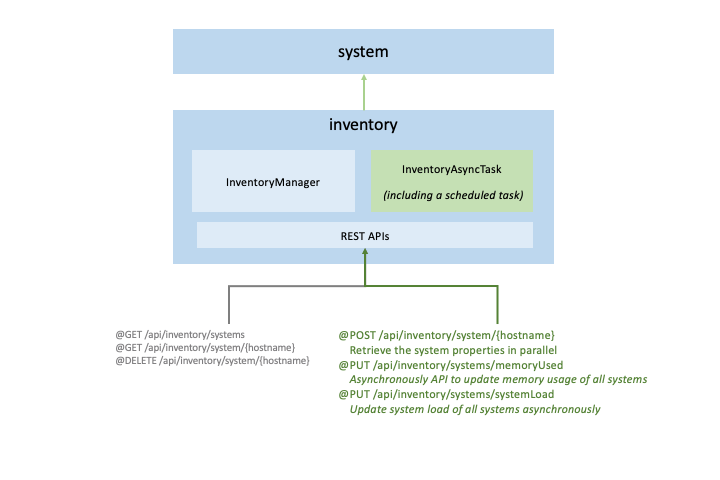 system
inventory
InventoryManager
InventoryAsyncTask
(including a scheduled task)
REST APIs
@GET /api/inventory/systems
@GET /api/inventory/system/{hostname}
@DELETE /api/inventory/system/{hostname}
@POST /api/inventory/system/{hostname}
Retrieve the system properties in parallel
@PUT /api/inventory/systems/memoryUsed
Asynchronously API to update memory usage of all systems
@PUT /api/inventory/systems/systemLoad
Update system load of all systems asynchronously